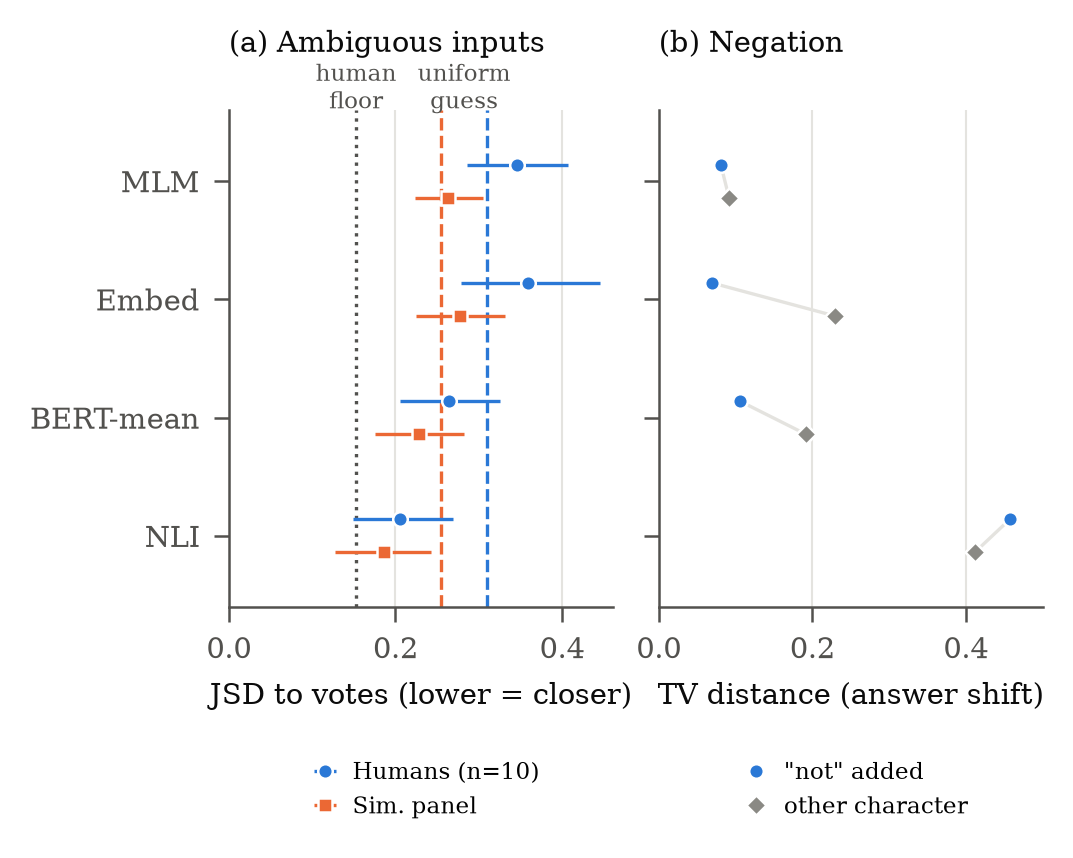 (a) Ambiguous inputs
(b) Negation
human floor
uniform guess
MLM
Embed
BERT-mean
NLI
0.0 0.2 0.4
0.0 0.2 0.4
JSD to votes (lower = closer)
TV distance (answer shift)
Humans (n=10)
Sim. panel
"not" added
other character